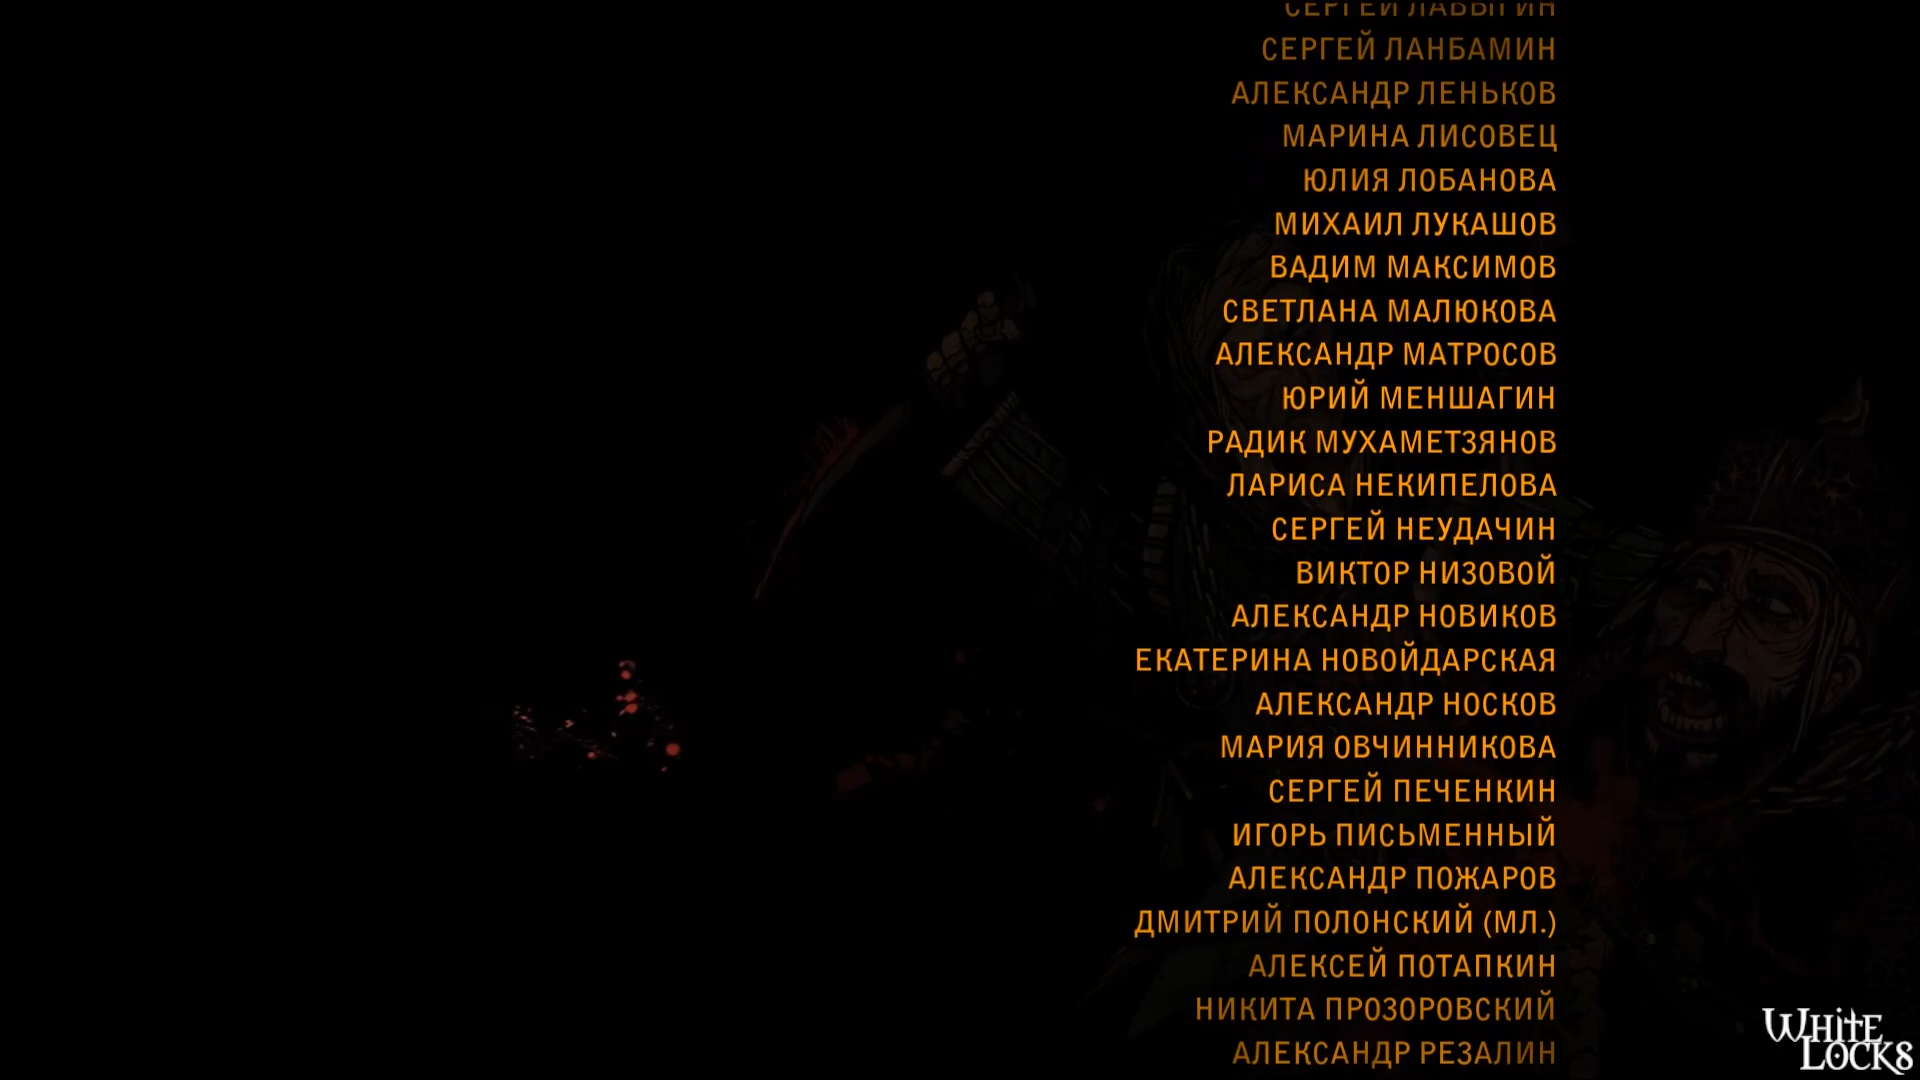 СЕРГЕЙ
СЕРГЕЙ ЛАНБАМИН
АЛЕКСАНДР ЛЕНЬКОВ
МАРИНА ЛИСОВЕЦ
ЮЛИЯ ЛОБАНОВА
МИХАИЛ ЛУКАШОВ
ВАДИМ МАКСИМОВ
СВЕТЛАНА МАЛЮКОВА
АЛЕКСАНДР МАТРОСОВ
ЮРИЙ МЕНШАГИН
РАДИК МУХАМЕТЗЯНОВ
ЛАРИСА НЕКИПЕЛОВА
СЕРГЕЙ НЕУДАЧИН
ВИКТОР НИЗОВОЙ
АЛЕКСАНДР НОВИКОВ
ЕКАТЕРИНА НОВОЙДАРСКАЯ
АЛЕКСАНДР НОСКОВ
МАРИЯ ОВЧИННИКОВА
СЕРГЕЙ ПЕЧЕНКИН
ИГОРЬ ПИСЬМЕННЫЙ
АЛЕКСАНДР ПОЖАРОВ
ДМИТРИЙ ПОЛОНСКИЙ (МЛ.)
АЛЕКСЕЙ ПОТАПКИН
НИКИТА ПРОЗОРОВСКИЙ
АЛЕКСАНДР РЕЗАЛИН
WHITE
LOCKS